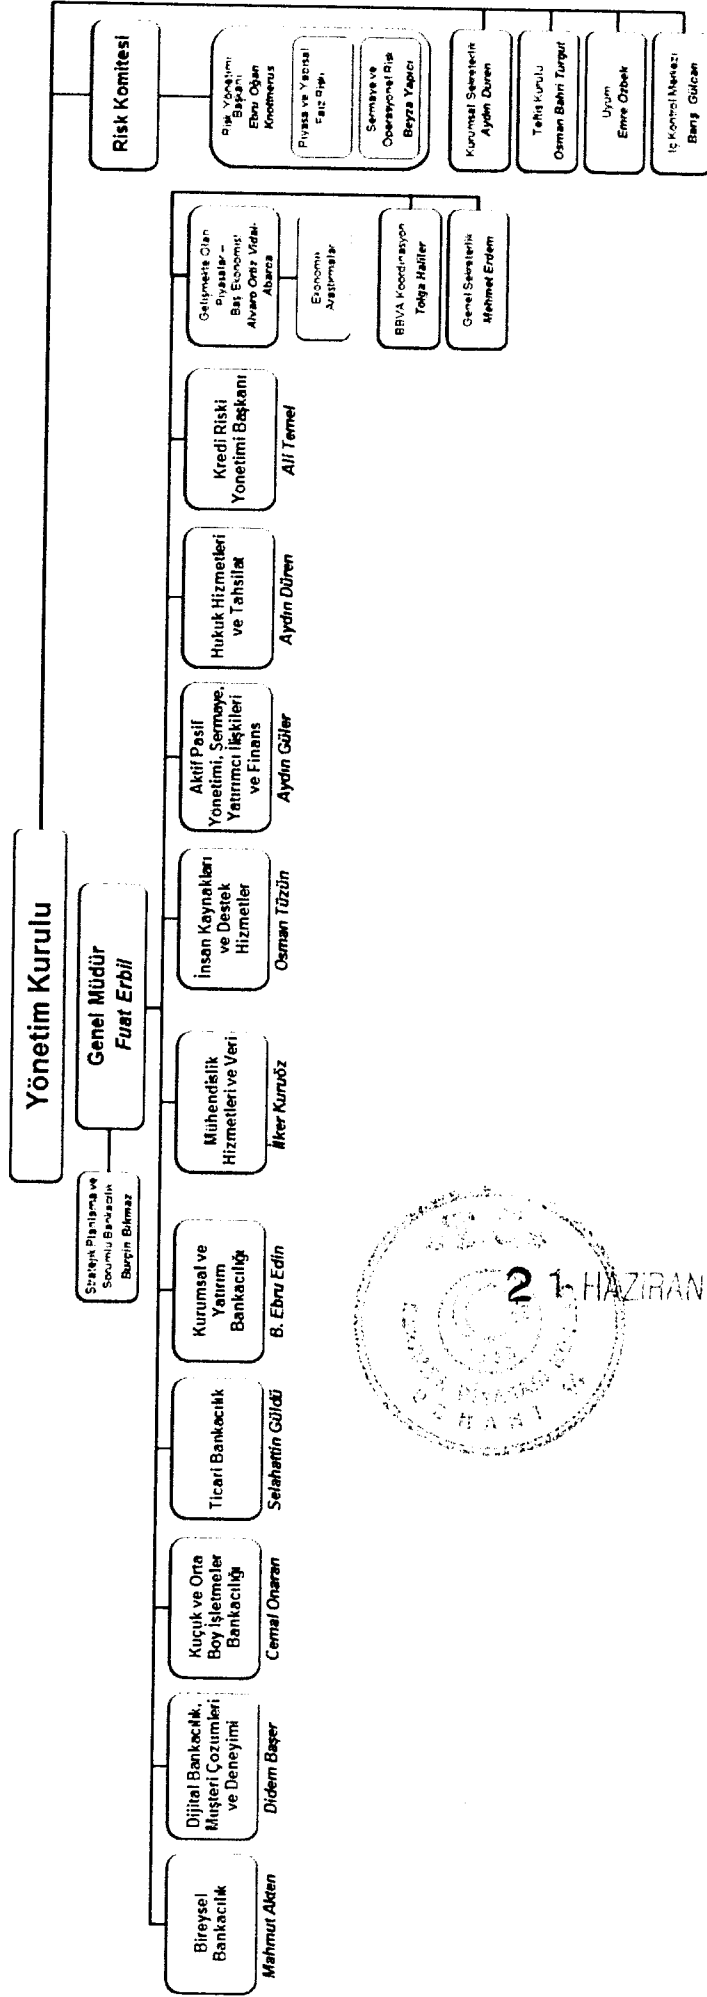 Yönetim Kurulu
Genel Müdür
Fuat Erbil
Stratejik Planlama ve
Sorumlu Bankacılık
Burçin Bıkmaz
Risk Komitesi
Risk Yönetimi
Başkanı
Ebru Oğan
Knottnerus
Piyasa ve Yapısal
Faiz Riski
Sermaye ve
Operasyonel Risk
Beyza Yapıcı
Kurumsal Sekreterlik
Aydın Düren
Teftiş Kurulu
Osman Bahri Turgut
Uyum
Emre Özbek
İç Kontrol Merkezi
Barış Gülcan
Bireysel
Bankacılık
Mahmut Akten
Dijital Bankacılık,
Müşteri Çözümleri
ve Deneyimi
Didem Başer
Küçük ve Orta
Boy İşletmeler
Bankacılığı
Cemal Onaran
Ticari Bankacılık
Selahattin Güldü
Kurumsal ve
Yatırım
Bankacılığı
B. Ebru Edin
Mühendislik
Hizmetleri ve Veri
İlker Kuruöz
İnsan Kaynakları
ve Destek
Hizmetler
Osman Tüzün
Aktif Pasif
Yönetimi, Sermaye,
Yatırımcı İlişkileri
ve Finans
Aydın Güler
Hukuk Hizmetleri
ve Tahsilat
Aydın Düren
Kredi Riski
Yönetimi Başkanı
Ali Temel
Gelişmekte Olan
Piyasalar –
Baş Ekonomist
Alvaro Ortiz Vidal-
Abarca
Ekonomik
Araştırmalar
BBVA Koordinasyon
Tolga Haliler
Genel Sekreterlik
Mehmet Erdem
21 HAZİRAN